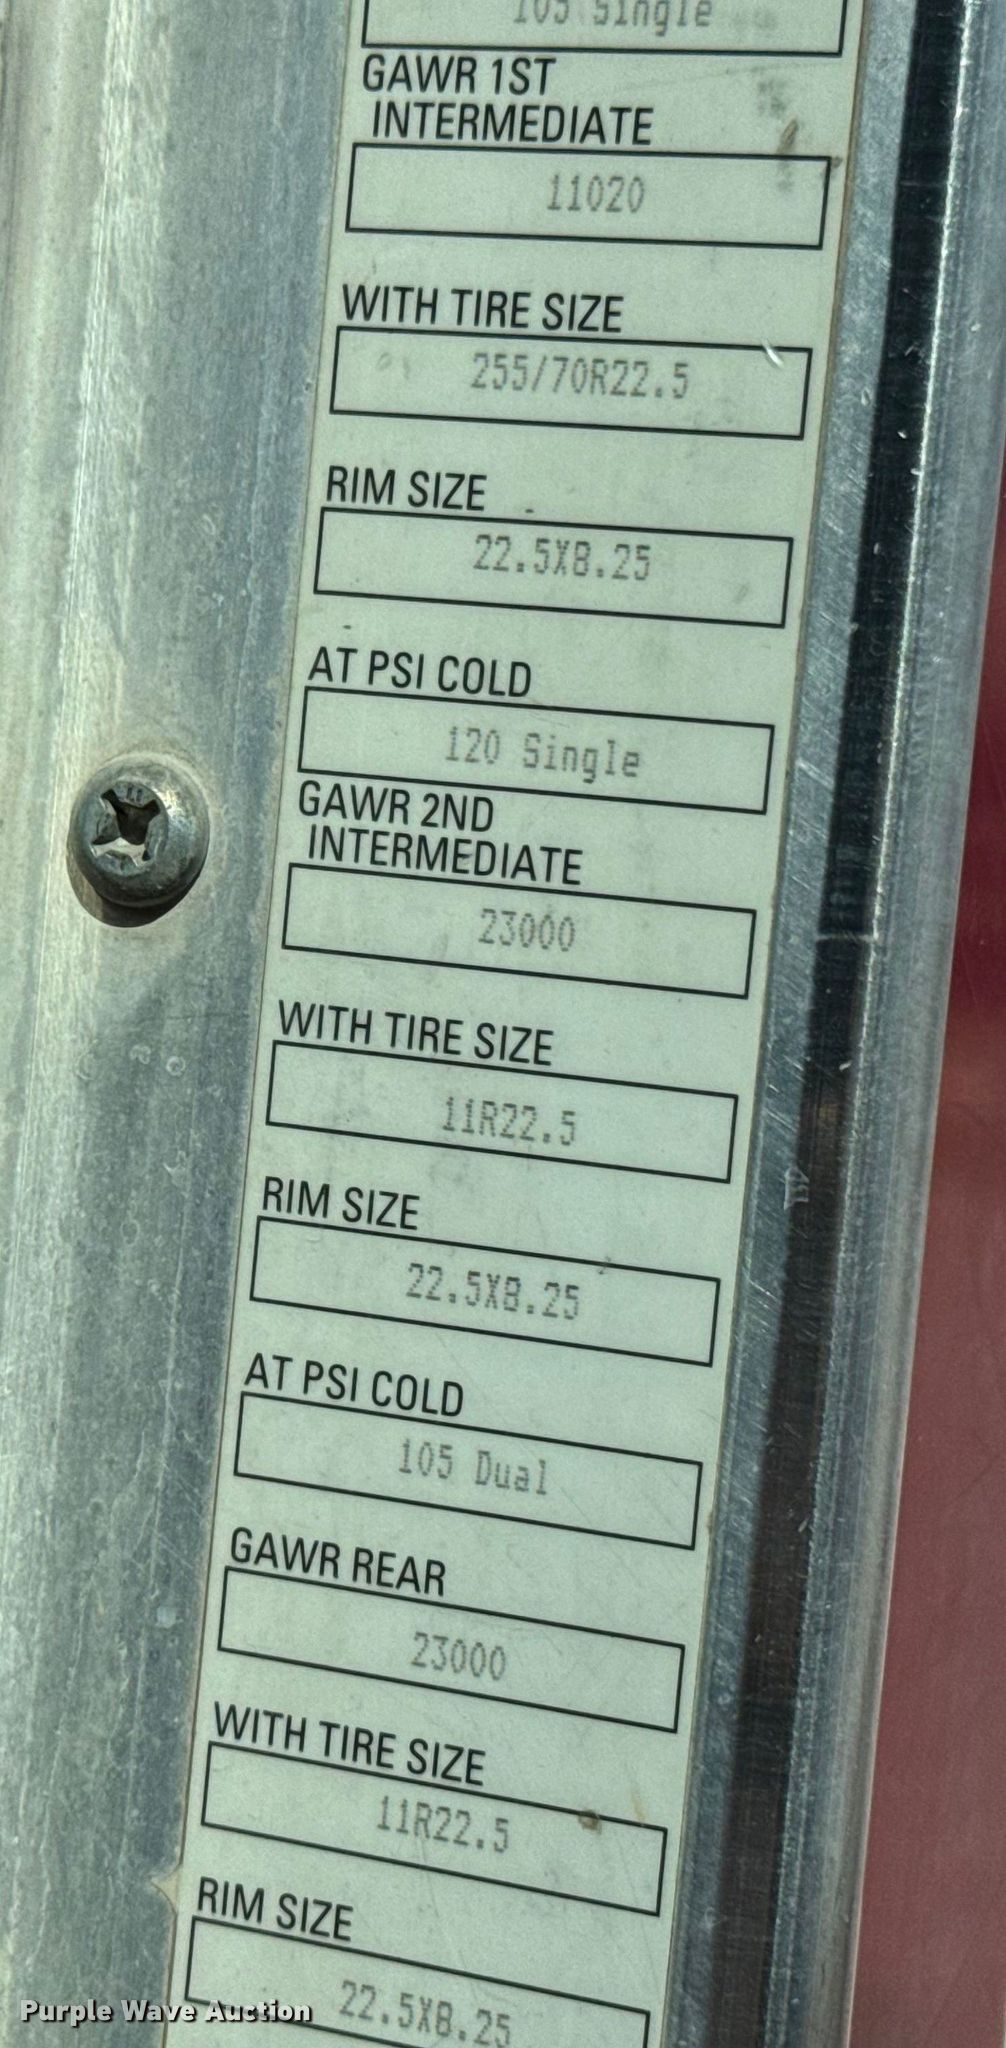 105 Single
GAWR 1ST
INTERMEDIATE
11020
WITH TIRE SIZE
255/70R22.5
RIM SIZE
22.5X8.25
AT PSI COLD
120 Single
GAWR 2ND
INTERMEDIATE
23000
WITH TIRE SIZE
11R22.5
RIM SIZE
22.5X8.25
AT PSI COLD
105 Dual
GAWR REAR
23000
WITH TIRE SIZE
11R22.5
RIM SIZE
22.5X8.25
Purple Wave Auction